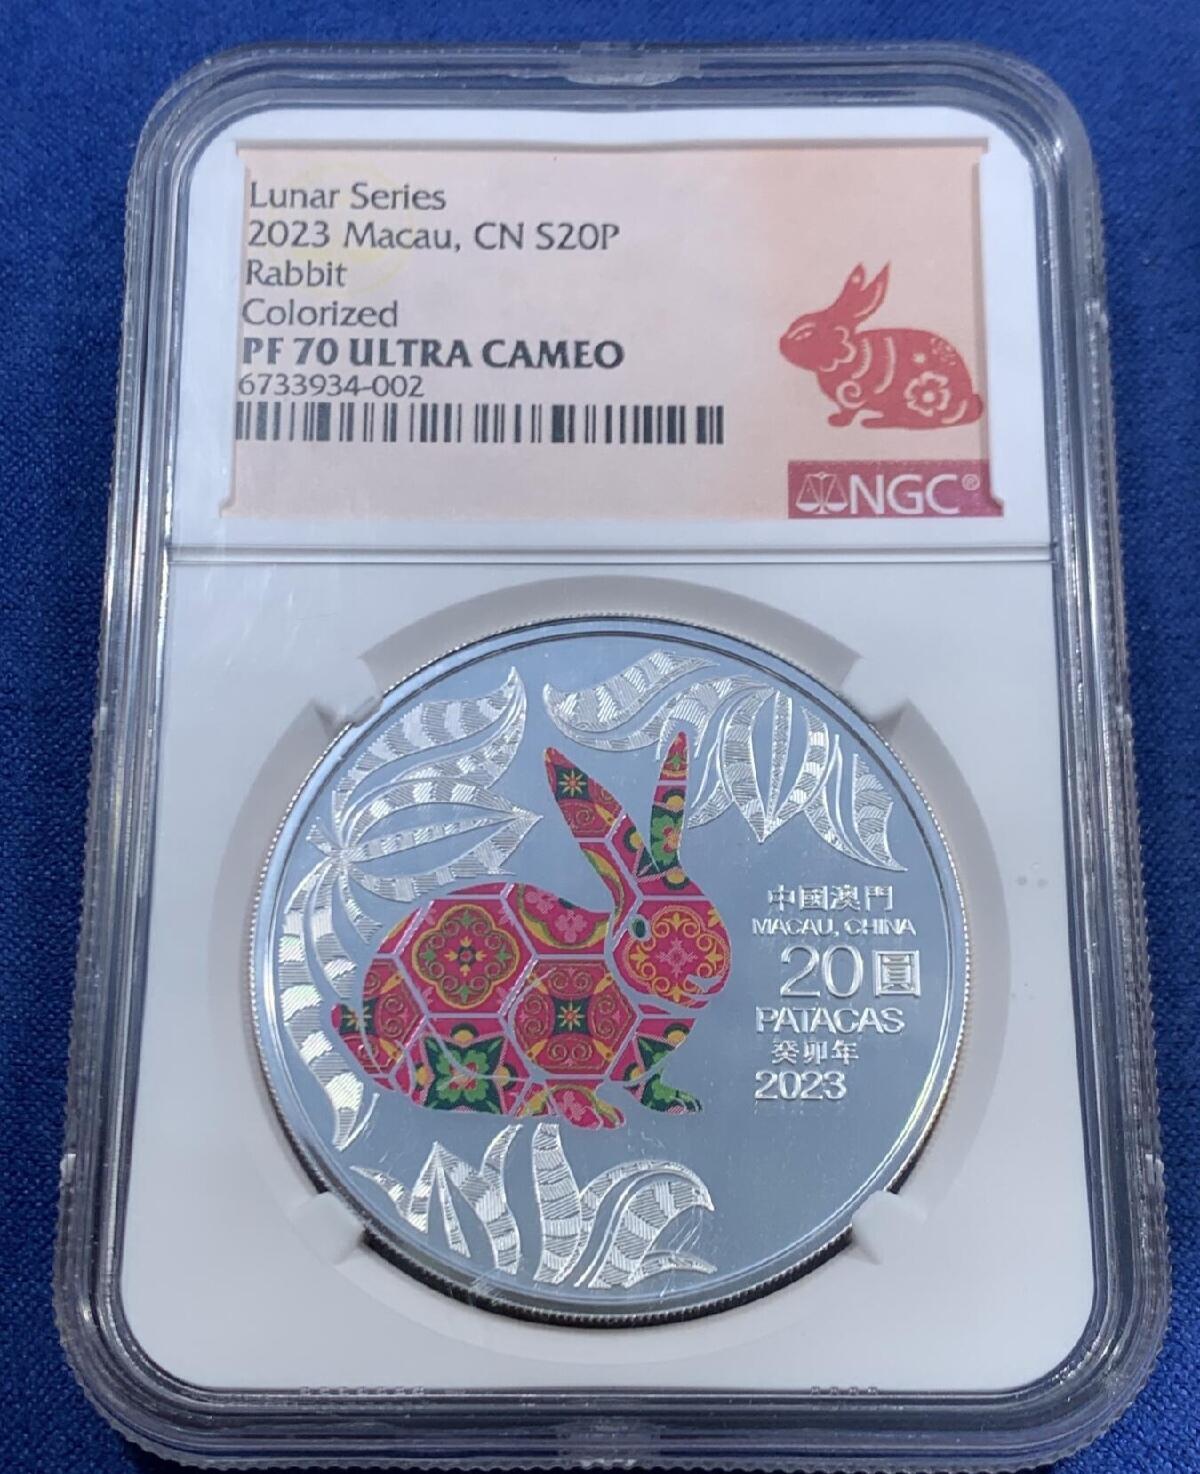 Lunar Series
2023 Macau, CN S20P
Rabbit
Colorized
PF 70 ULTRA CAMEO
6733934-002
NGC®
中國澳門
MACAU, CHINA
20圓
PATACAS
癸卯年
2023